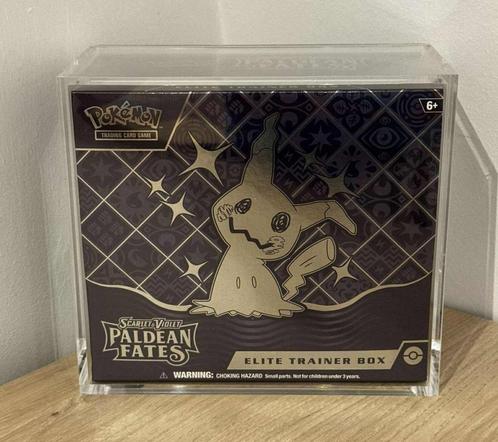 Pokémon
TRADING CARD GAME
6+
SCARLET & VIOLET
PALDEAN
FATES
ELITE TRAINER BOX
WARNING: CHOKING HAZARD Small parts. Not for children under 3 years.